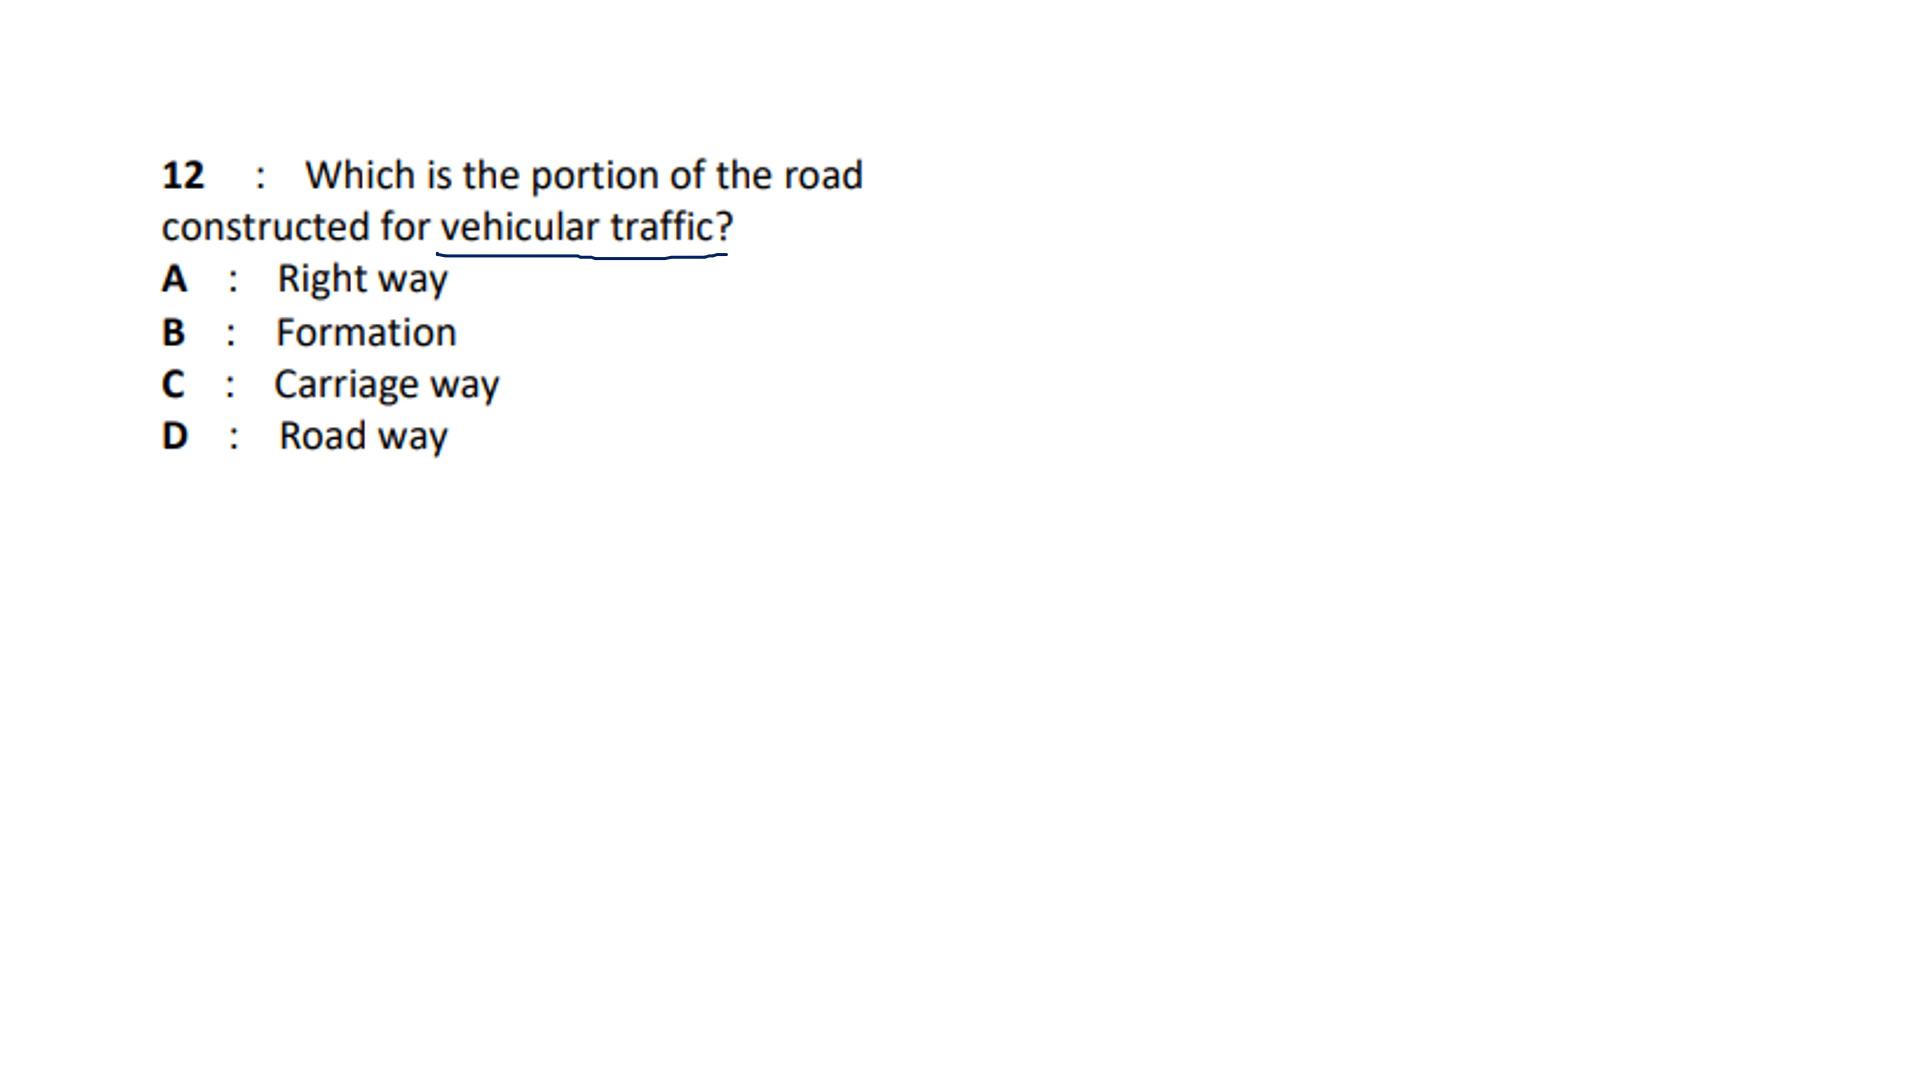 12 : Which is the portion of the road
constructed for vehicular traffic?
A : Right way
B : Formation
C : Carriage way
D : Road way